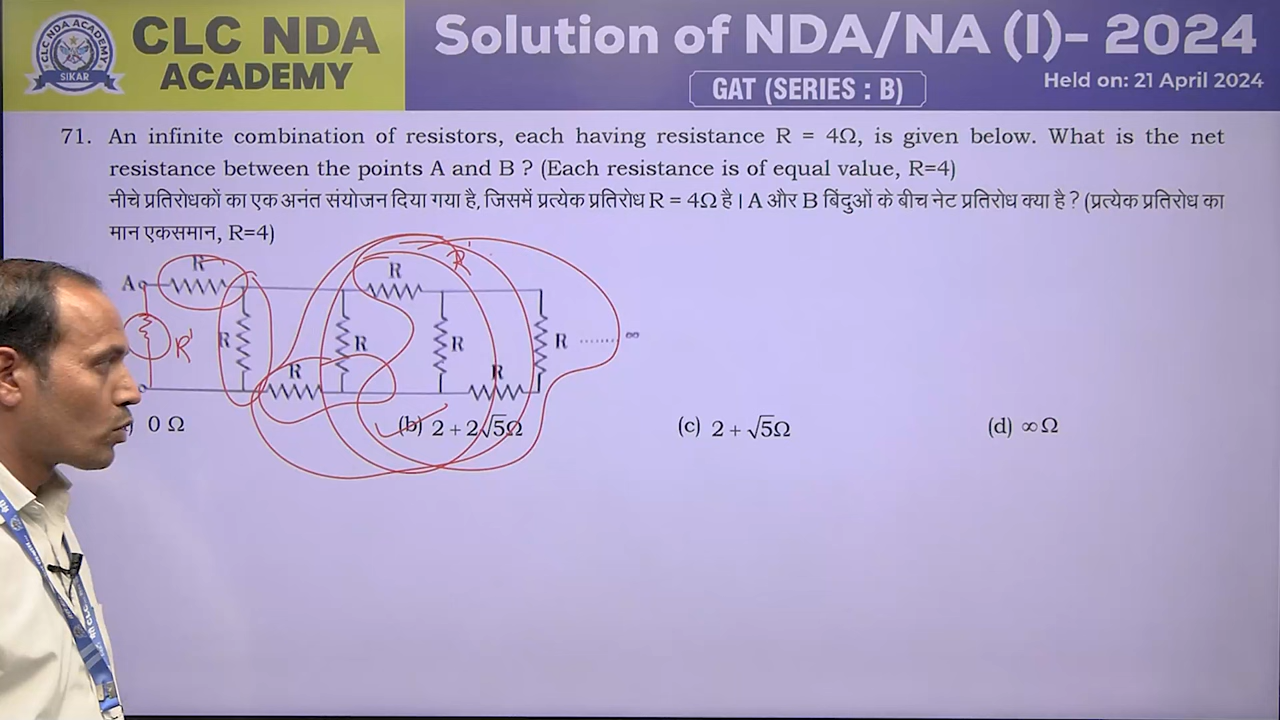 CLC NDA ACADEMY
SIKAR
CLC NDA
ACADEMY
Solution of NDA/NA (I)- 2024
GAT (SERIES : B)
Held on: 21 April 2024
71. An infinite combination of resistors, each having resistance R = 4Ω, is given below. What is the net
resistance between the points A and B ? (Each resistance is of equal value, R=4)
नीचे प्रतिरोधकों का एक अनंत संयोजन दिया गया है, जिसमें प्रत्येक प्रतिरोध R = 4Ω है। A और B बिंदुओं के बीच नेट प्रतिरोध क्या है ? (प्रत्येक प्रतिरोध का
मान एकसमान, R=4)
R R R'
A
R R R R ....... ∞
R'
R R
0 Ω (b) 2 + 2√5Ω (c) 2 + √5Ω (d) ∞ Ω